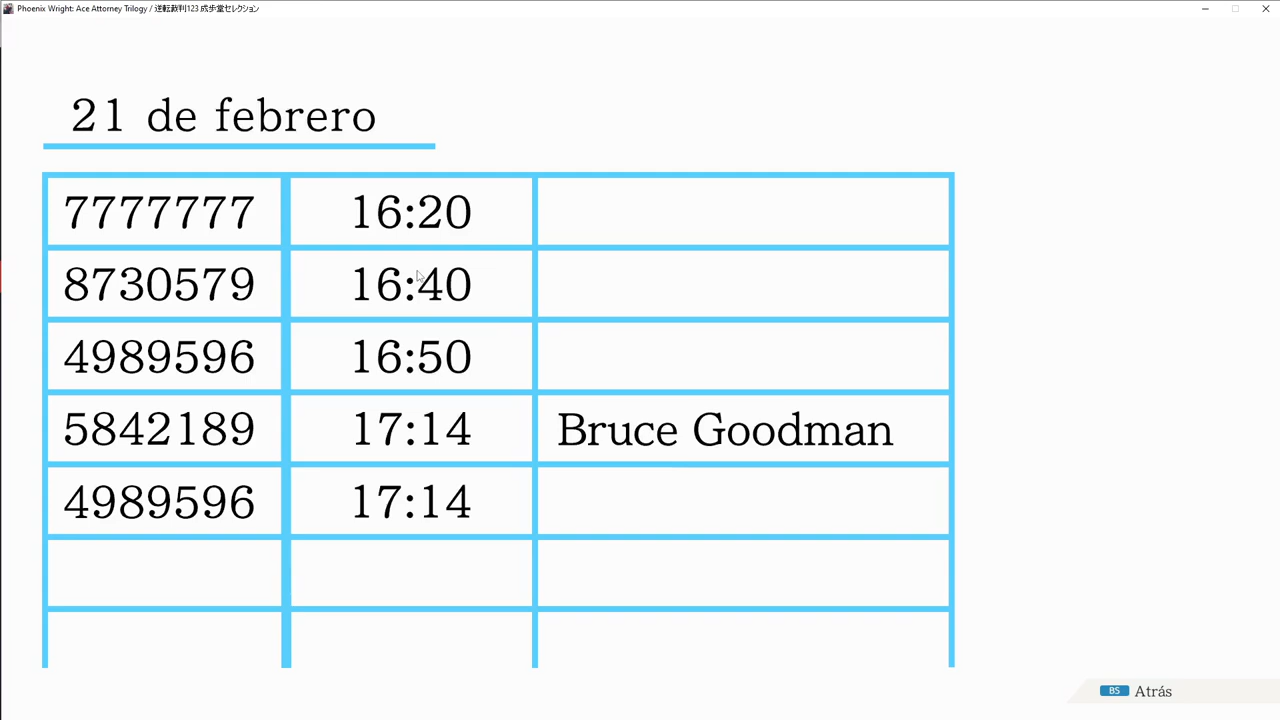 Phoenix Wright: Ace Attorney Trilogy / 逆転裁判123 成歩堂セレクション
21 de febrero
7777777 16:20
8730579 16:40
4989596 16:50
5842189 17:14 Bruce Goodman
4989596 17:14
BS Atrás